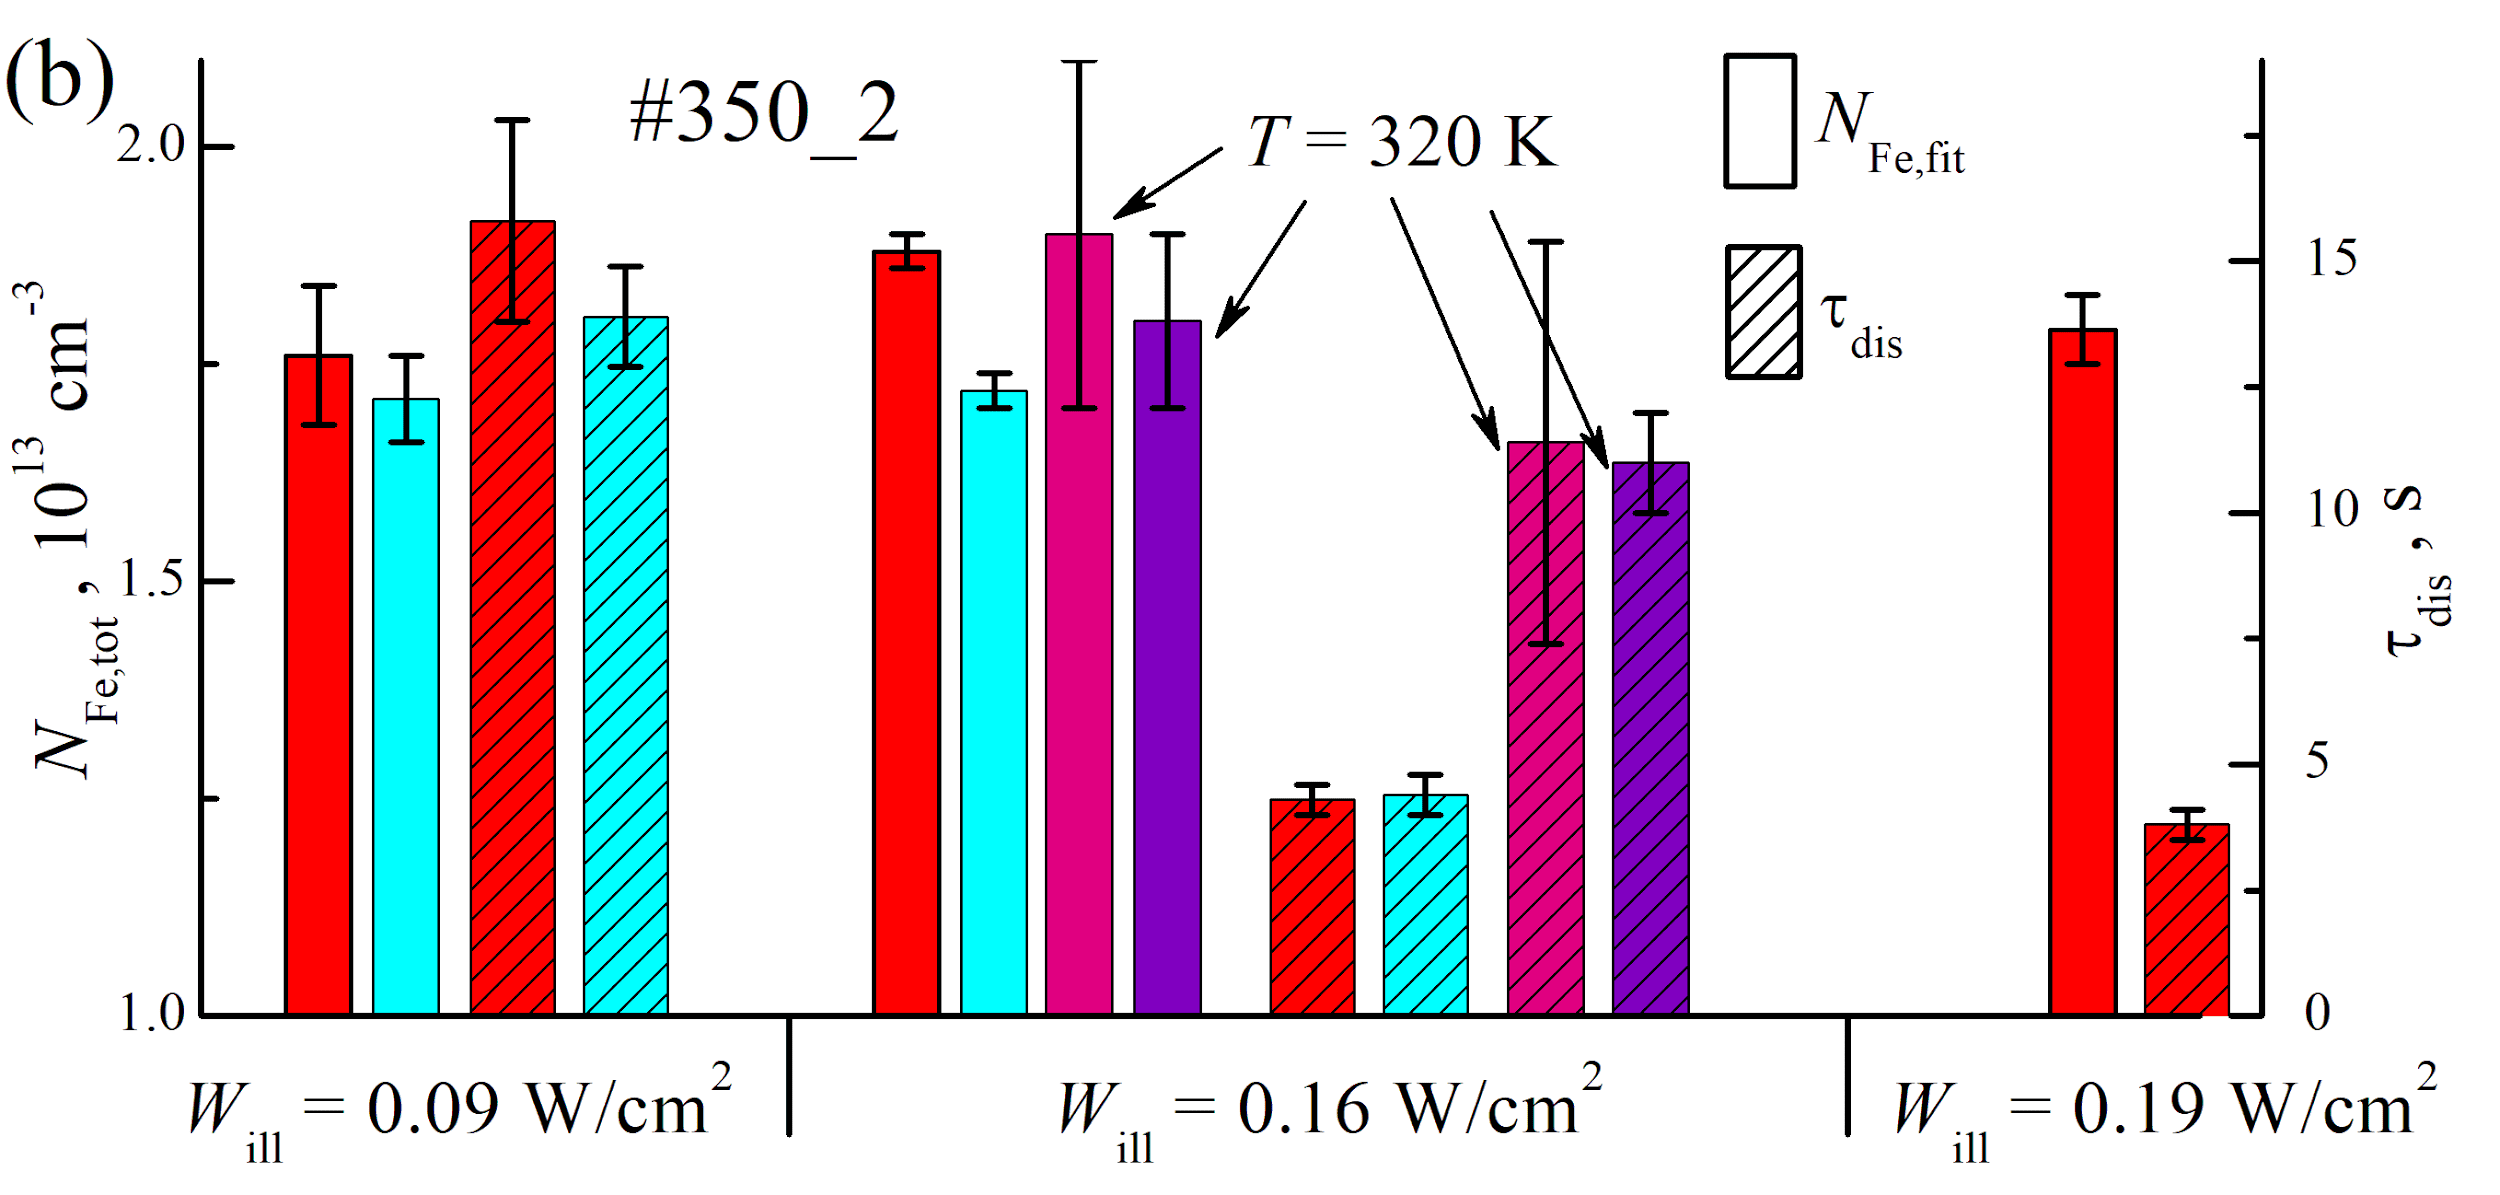 (b)
#350_2
T = 320 K
N_Fe,fit
τ_dis
N_Fe,tot, 10^13 cm^-3
2.0
1.5
1.0
15
10
5
0
τ_dis, s
W_ill = 0.09 W/cm^2
W_ill = 0.16 W/cm^2
W_ill = 0.19 W/cm^2